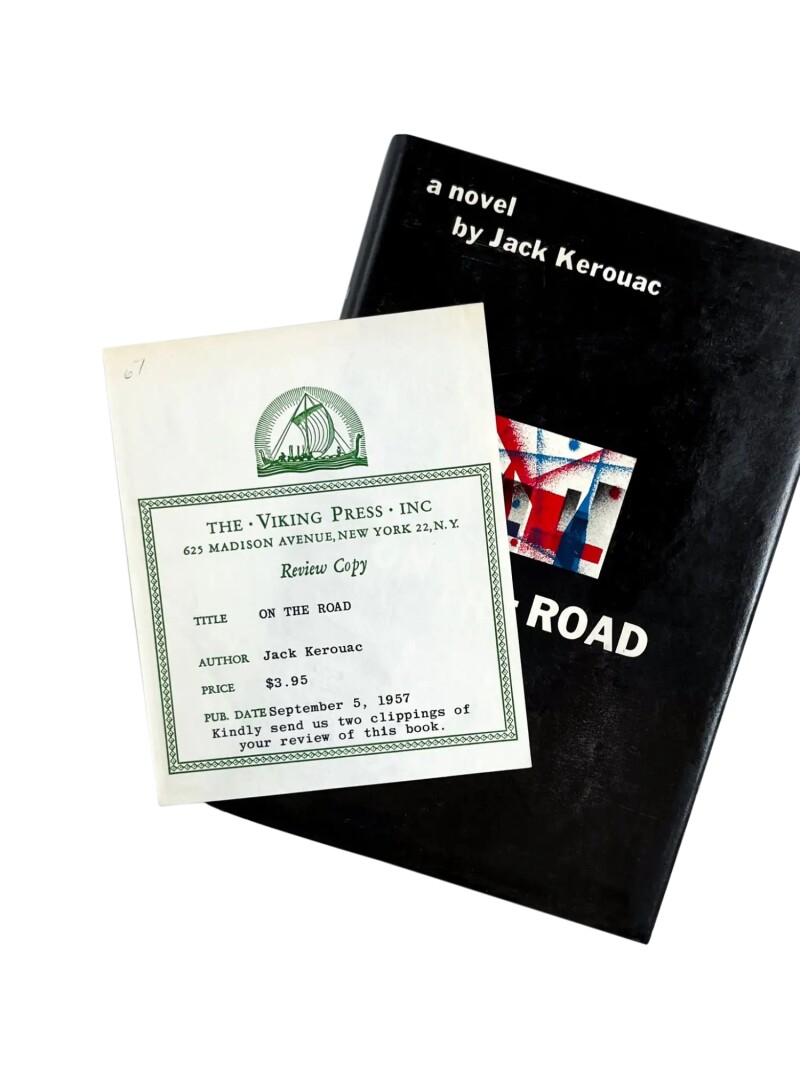 a novel
by Jack Kerouac
ROAD
67
THE · VIKING PRESS · INC
625 MADISON AVENUE, NEW YORK 22, N.Y.
Review Copy
TITLE ON THE ROAD
AUTHOR Jack Kerouac
PRICE $3.95
PUB. DATE September 5, 1957
Kindly send us two clippings of
your review of this book.